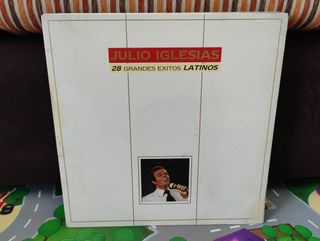 JULIO IGLESIAS
28 GRANDES EXITOS LATINOS